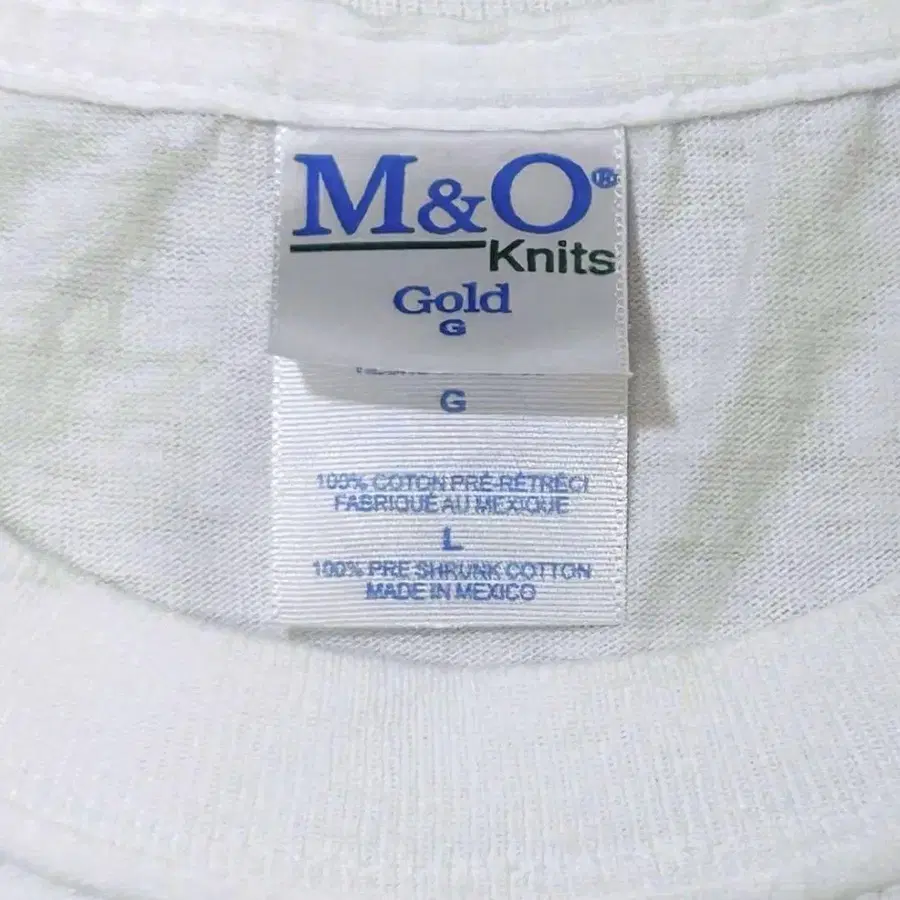 M&O®
Knits
Gold
G
G
100% COTON PRÉ-RÉTRÉCI
FABRIQUÉ AU MEXIQUE
L
100% PRE SHRUNK COTTON
MADE IN MEXICO